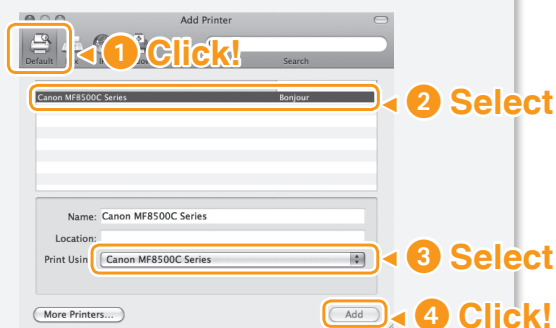 Add Printer
Default
Search
1 Click!
Canon MF8500C Series Bonjour
2 Select
Name: Canon MF8500C Series
Location:
Print Using: Canon MF8500C Series
3 Select
More Printers... Add
4 Click!